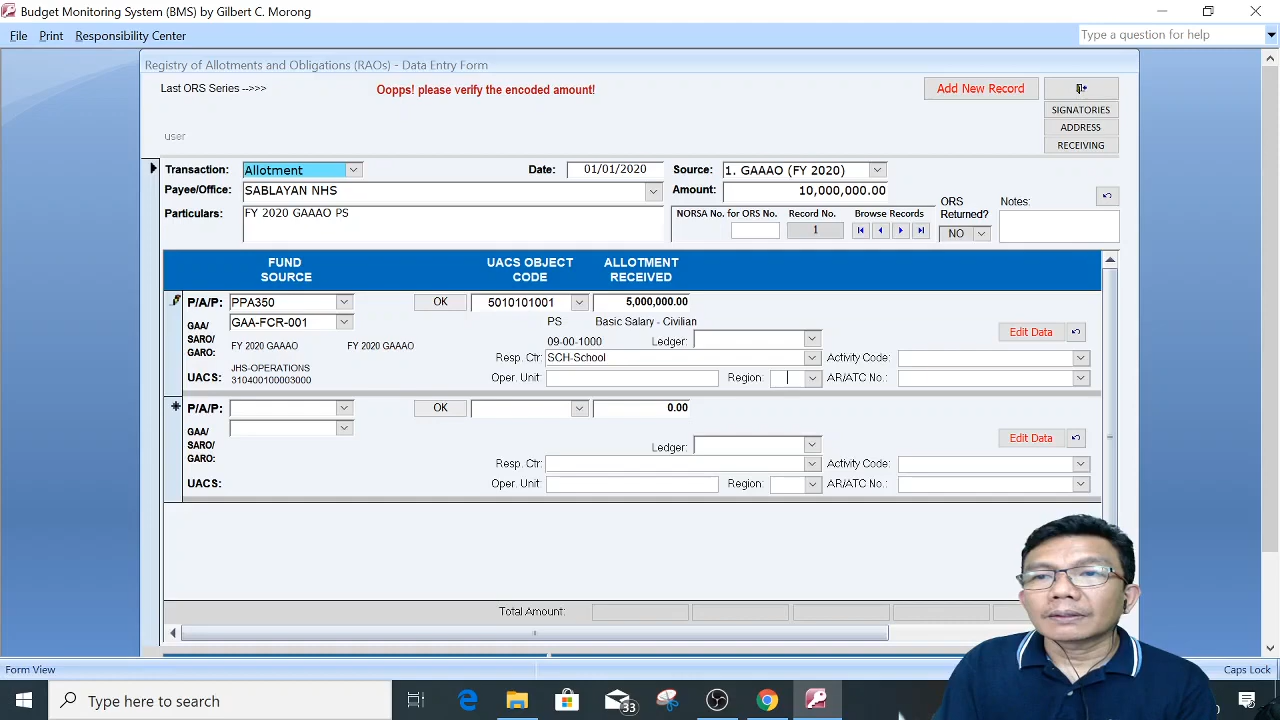 Budget Monitoring System (BMS) by Gilbert C. Morong
File Print Responsibility Center
Type a question for help
Registry of Allotments and Obligations (RAOs) - Data Entry Form
Last ORS Series -->>>
Oopps! please verify the encoded amount!
Add New Record
SIGNATORIES
user
ADDRESS
RECEIVING
Transaction: Allotment Date: 01/01/2020 Source: 1. GAAAO (FY 2020)
Payee/Office: SABLAYAN NHS Amount: 10,000,000.00
Particulars: FY 2020 GAAAO PS
NORSA No. for ORS No. Record No. Browse Records
1
ORS Returned? NO
Notes:
FUND SOURCE
UACS OBJECT CODE
ALLOTMENT RECEIVED
P/A/P: PPA350 OK 5010101001 5,000,000.00
GAA/ SARO/ GARO: GAA-FCR-001
PS Basic Salary - Civilian
Edit Data
FY 2020 GAAAO FY 2020 GAAAO
09-00-1000 Ledger:
Resp. Ctr: SCH-School Activity Code:
JHS-OPERATIONS
UACS: 310400100003000
Oper. Unit: Region: AR/ATC No.:
P/A/P: OK 0.00
GAA/ SARO/ GARO:
Edit Data
Ledger:
Resp. Ctr: Activity Code:
UACS: Oper. Unit: Region: AR/ATC No.:
Total Amount:
Form View
Caps Lock
Type here to search
33